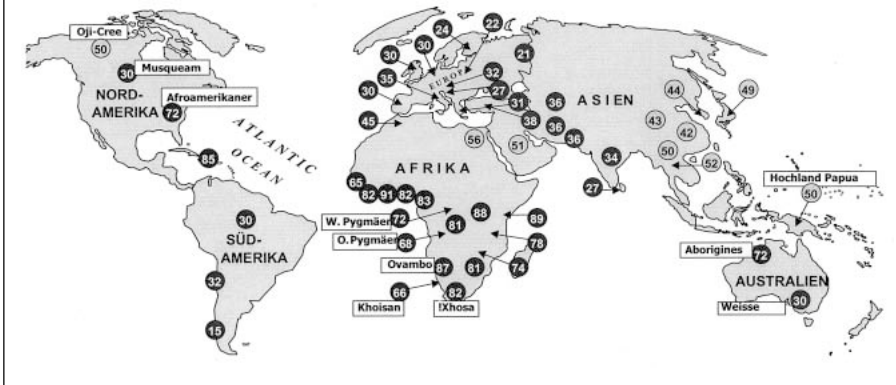 Oji-Cree
50
30
Musqueam
NORD-
AMERIKA
Afroamerikaner
72
85
ATLANTIC
OCEAN
30
SÜD-
AMERIKA
32
15
22
24
30
30
21
EUROPA
35
32
27
30
31
45
38
56
51
ASIEN
36
36
36
44
49
43
42
50
52
34
27
AFRIKA
65
82
91
82
83
W. Pygmäen
72
88
89
81
O. Pygmäen
68
78
Ovambo
87
81
74
Khoisan
66
82
!Xhosa
Hochland Papua
50
Aborigines
72
AUSTRALIEN
Weisse
30